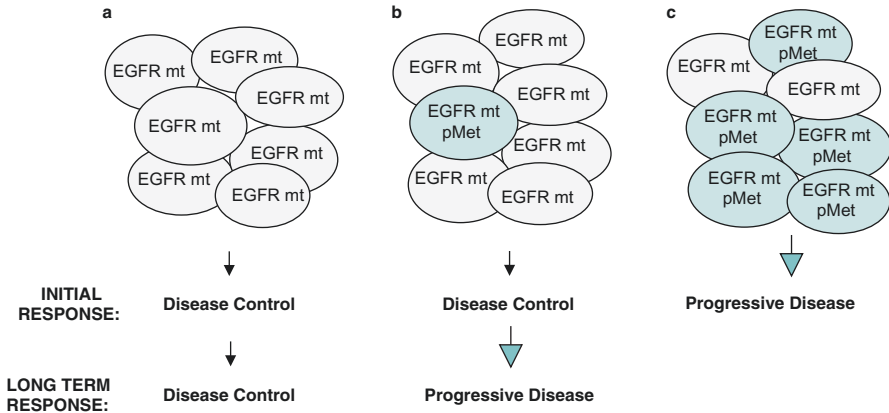 a
EGFR mt
EGFR mt
EGFR mt
EGFR mt
EGFR mt
EGFR mt
EGFR mt
b
EGFR mt
EGFR mt
EGFR mt
EGFR mt
pMet
EGFR mt
EGFR mt
EGFR mt
c
EGFR mt
pMet
EGFR mt
EGFR mt
EGFR mt
pMet
EGFR mt
pMet
EGFR mt
pMet
EGFR mt
pMet
INITIAL
RESPONSE:
Disease Control
Disease Control
Progressive Disease
LONG TERM
RESPONSE:
Disease Control
Progressive Disease